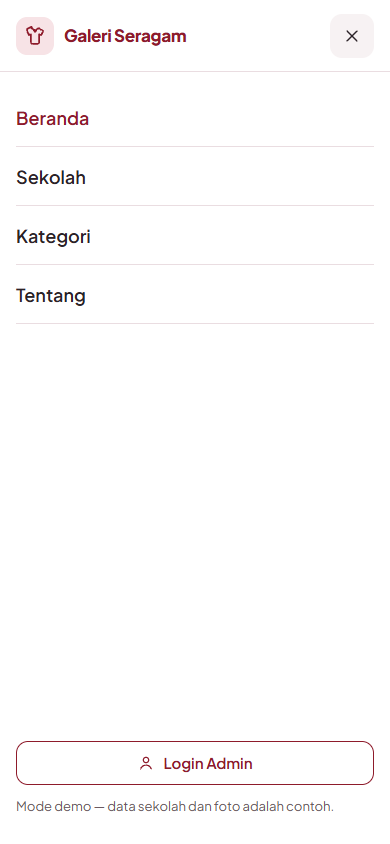 Galeri Seragam
Beranda
Sekolah
Kategori
Tentang
Login Admin
Mode demo — data sekolah dan foto adalah contoh.